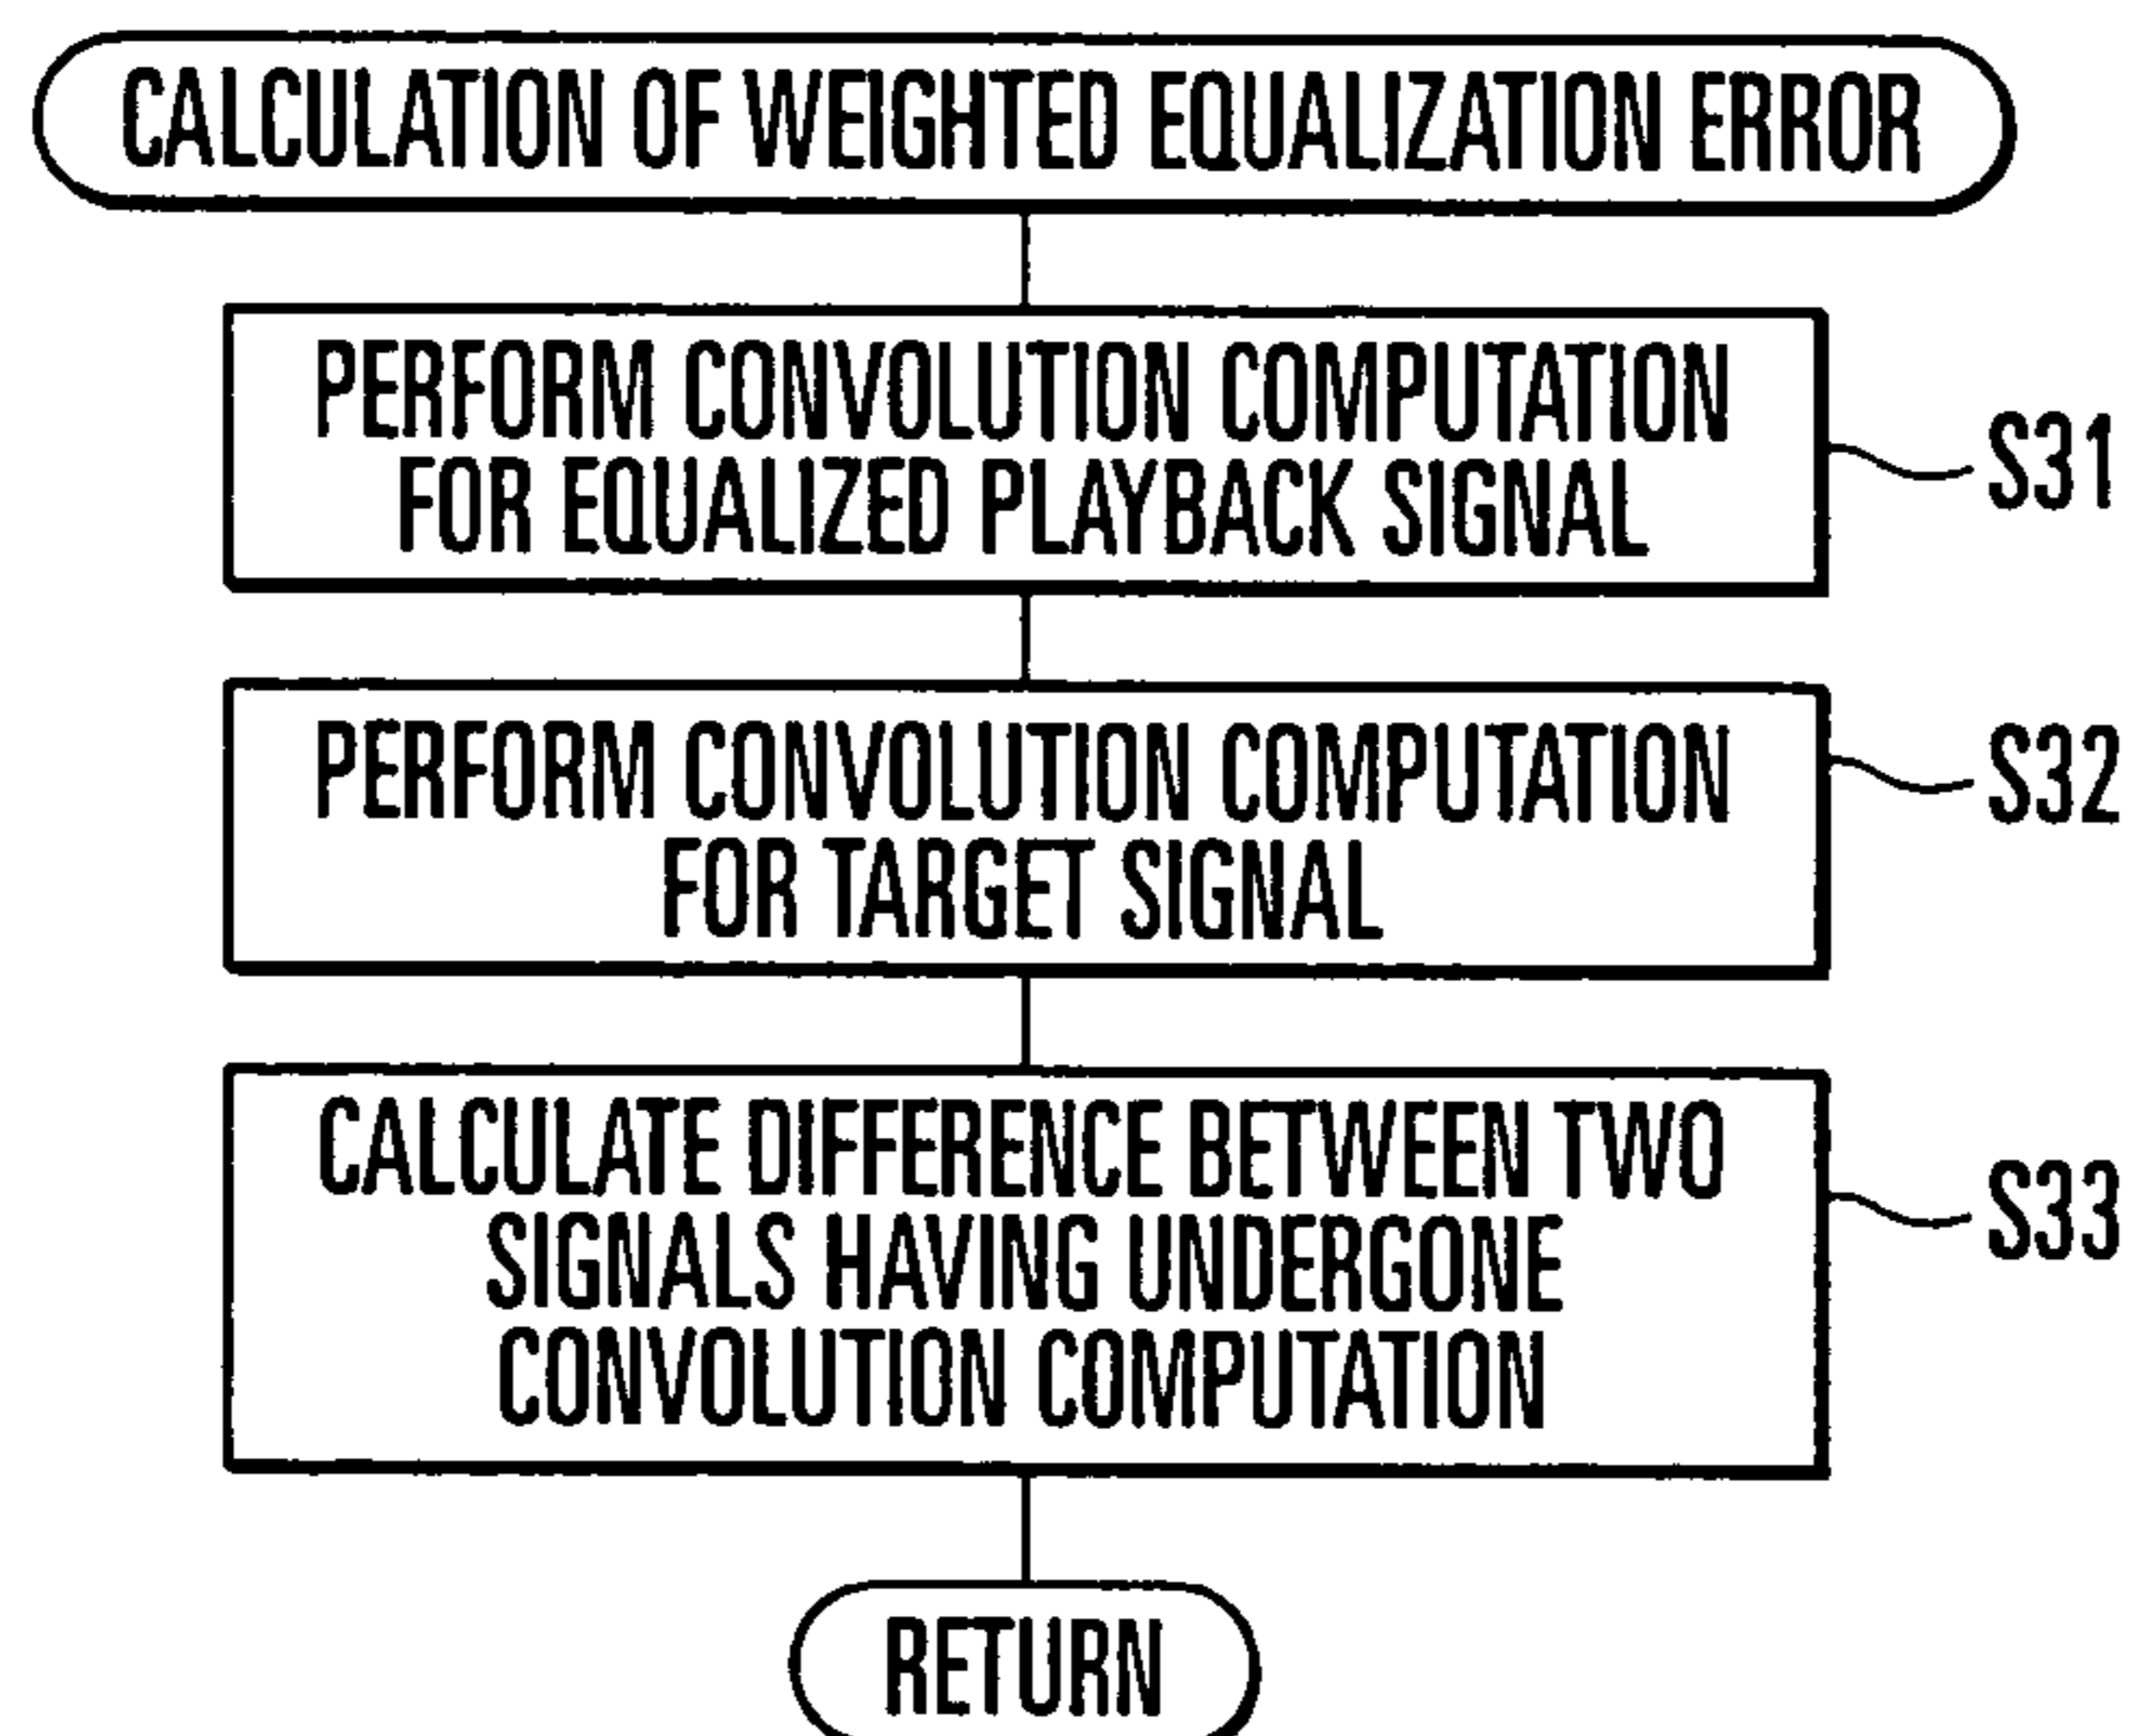 CALCULATION OF WEIGHTED EQUALIZATION ERROR
PERFORM CONVOLUTION COMPUTATION
FOR EQUALIZED PLAYBACK SIGNAL
S31
PERFORM CONVOLUTION COMPUTATION
FOR TARGET SIGNAL
S32
CALCULATE DIFFERENCE BETWEEN TWO
SIGNALS HAVING UNDERGONE
CONVOLUTION COMPUTATION
S33
RETURN